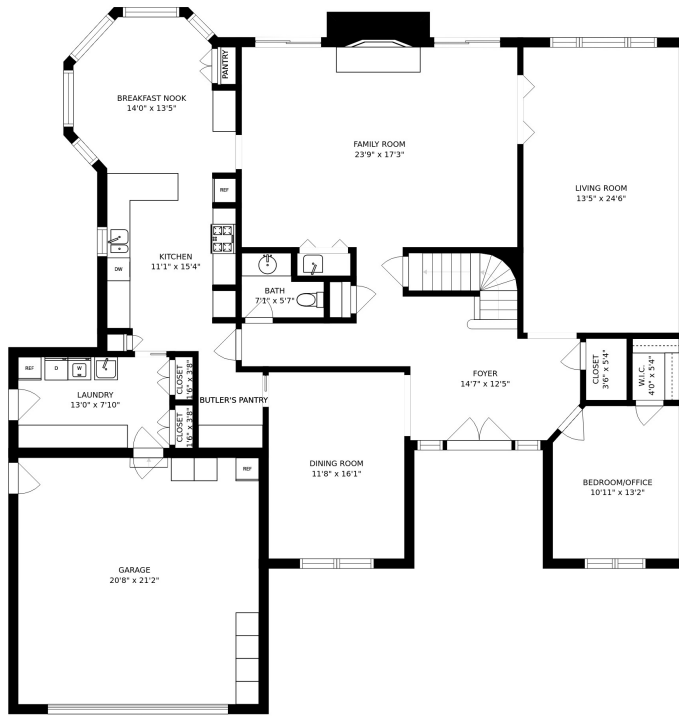 PANTRY
BREAKFAST NOOK
14'0" x 13'5"
FAMILY ROOM
23'9" x 17'3"
LIVING ROOM
13'5" x 24'6"
REF
KITCHEN
11'1" x 15'4"
DW
BATH
7'1" x 5'7"
REF
D
W
LAUNDRY
13'0" x 7'10"
CLOSET
1'6" x 3'8"
CLOSET
1'6" x 3'8"
BUTLER'S PANTRY
FOYER
14'7" x 12'5"
CLOSET
3'6" x 5'4"
W.I.C.
4'0" x 5'4"
DINING ROOM
11'8" x 16'1"
BEDROOM/OFFICE
10'11" x 13'2"
REF
GARAGE
20'8" x 21'2"